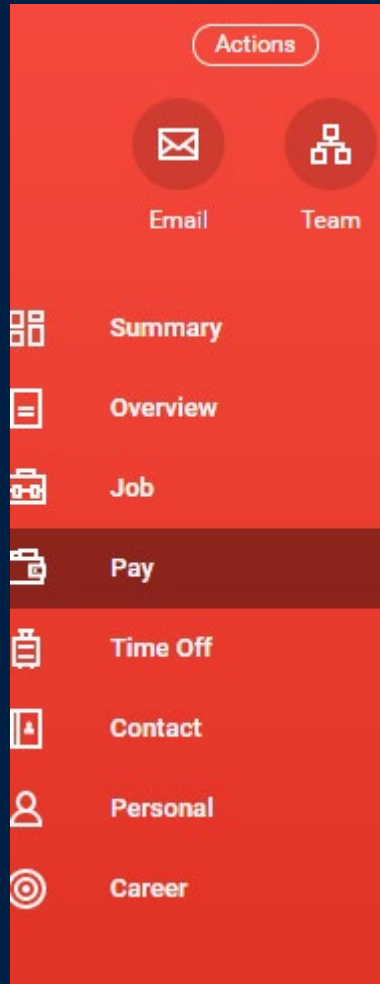 Actions
Email Team
Summary
Overview
Job
Pay
Time Off
Contact
Personal
Career